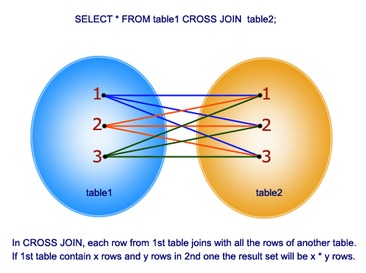 SELECT * FROM table1 CROSS JOIN table2;
1 1
2 2
3 3
table1 table2
In CROSS JOIN, each row from 1st table joins with all the rows of another table.
If 1st table contain x rows and y rows in 2nd one the result set will be x * y rows.